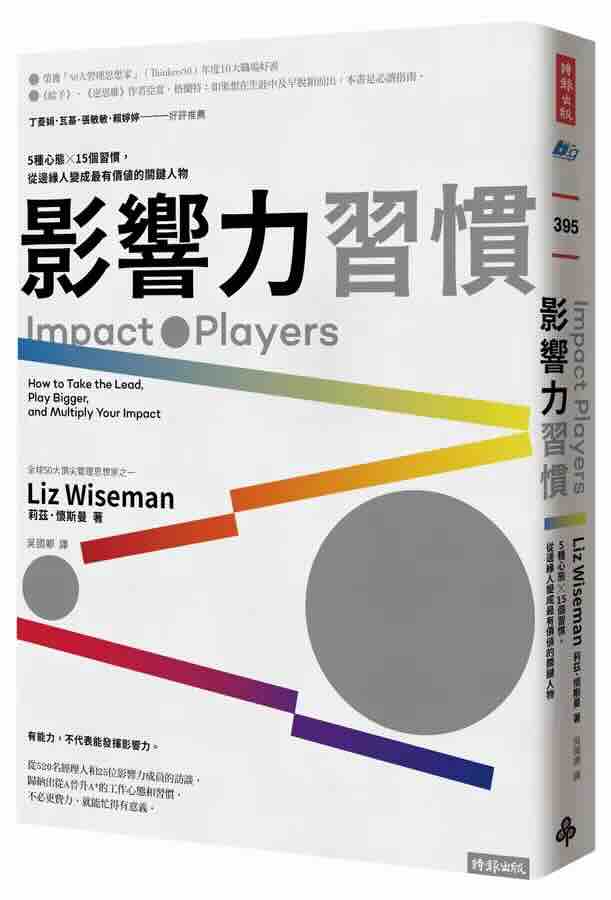 榮獲「50大管理思想家」(Thinkers50)年度10大職場好書
《給予》、《逆思維》作者亞當.格蘭特:如果想在生涯中及早脫穎而出,本書是必讀指南。
丁菱娟·瓦基·張敏敏·賴婷婷———好評推薦
5種心態×15個習慣,
從邊緣人變成最有價值的關鍵人物
影響力習慣
Impact Players
How to Take the Lead,
Play Bigger,
and Multiply Your Impact
全球50大頂尖管理思想家之一
Liz Wiseman
莉茲·懷斯曼 著
吳國卿 譯
有能力,不代表能發揮影響力。
從520名經理人和25位影響力成員的訪談,
歸納出從A晉升A⁺的工作心態和習慣,
不必更費力,就能忙得有意義。
時報出版
時報出版
big
395
影響力習慣
Impact Players
5種心態×15個習慣,
從邊緣人變成最有價值的關鍵人物
Liz Wiseman 莉茲·懷斯曼 著
吳國卿 譯